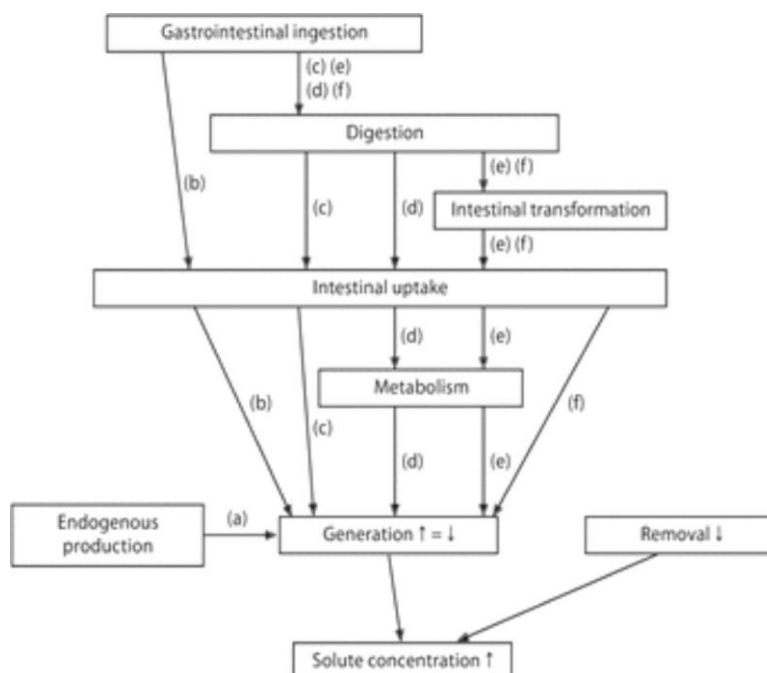 Gastrointestinal ingestion
(c) (e)
(d) (f)
Digestion
(e) (f)
(b)
(c)
(d)
Intestinal transformation
(e) (f)
Intestinal uptake
(d)
(e)
Metabolism
(b)
(f)
(c)
(d)
(e)
Endogenous
production
(a)
Generation ↑ = ↓
Removal ↓
Solute concentration ↑